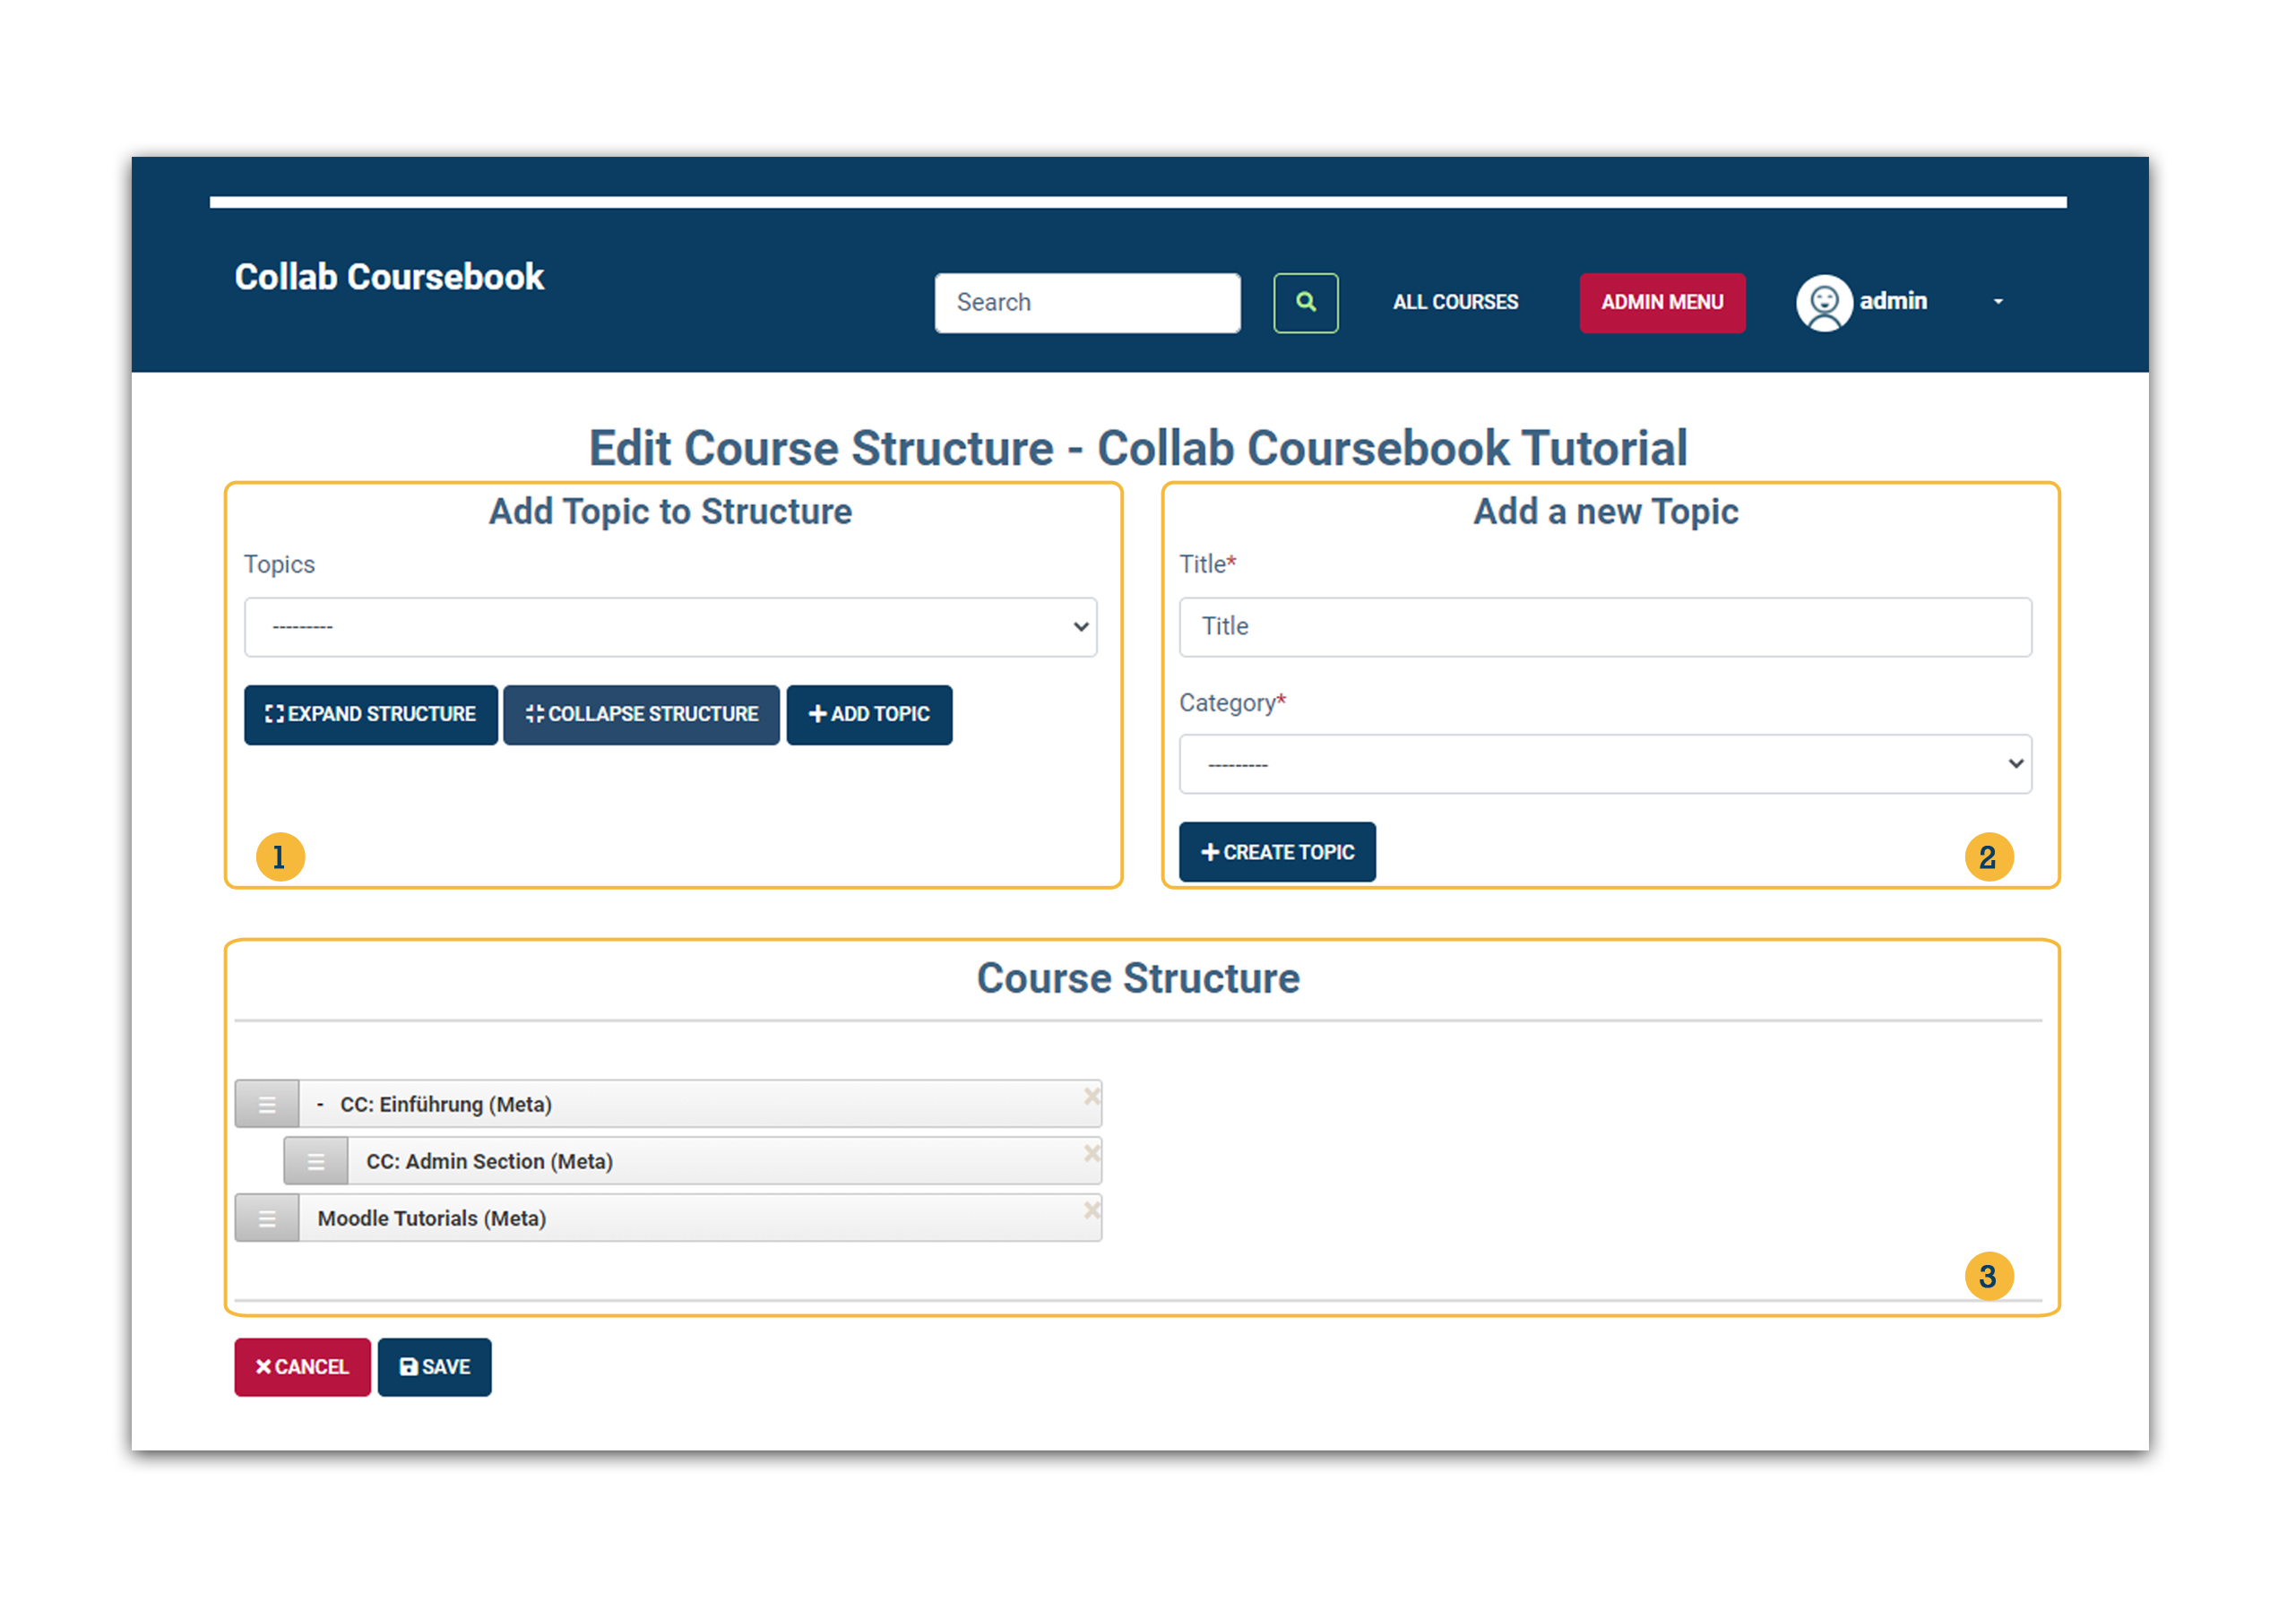 Collab Coursebook
Search
ALL COURSES
ADMIN MENU
admin
Edit Course Structure - Collab Coursebook Tutorial
Add Topic to Structure
Topics
---------
EXPAND STRUCTURE
COLLAPSE STRUCTURE
ADD TOPIC
1
Add a new Topic
Title*
Title
Category*
---------
CREATE TOPIC
2
Course Structure
- CC: Einführung (Meta)
CC: Admin Section (Meta)
Moodle Tutorials (Meta)
3
CANCEL
SAVE